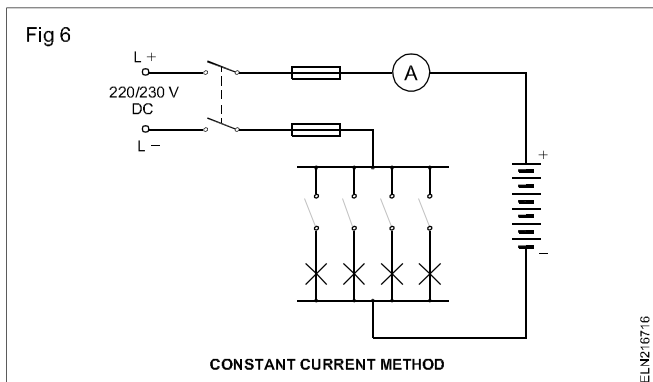 Fig 6
L +
220/230 V
DC
L –
A
+
–
CONSTANT CURRENT METHOD
ELN216716